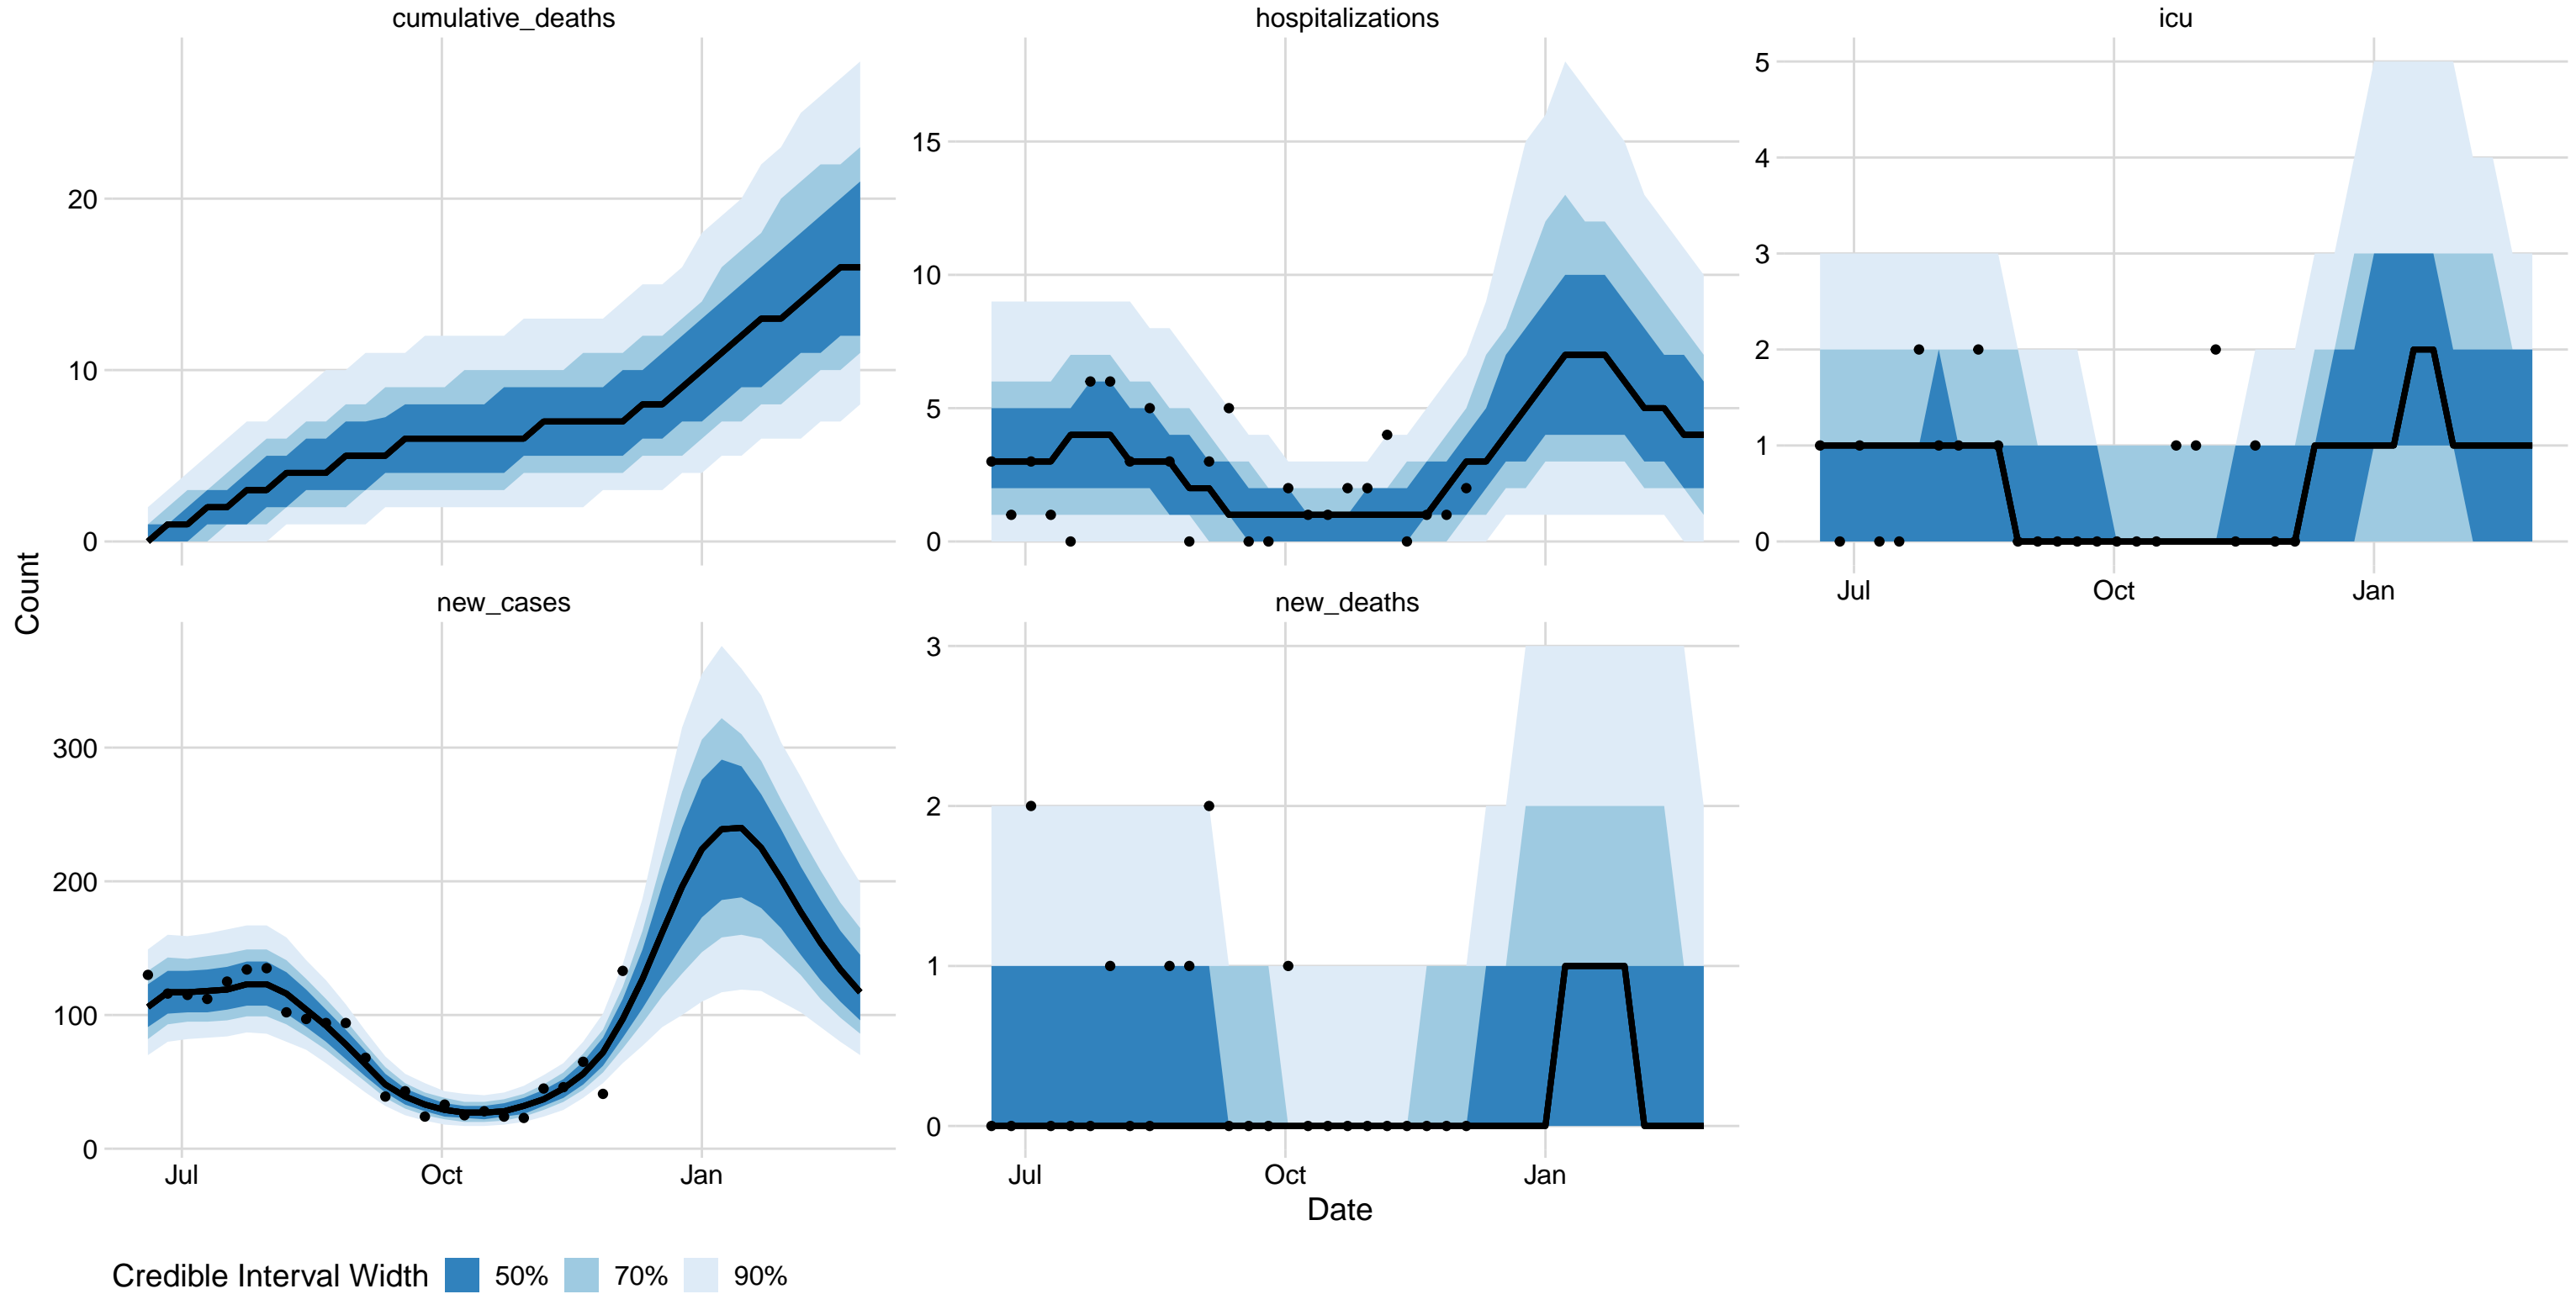 cumulative_deaths
hospitalizations
icu
20
10
0
15
10
5
0
5
4
3
2
1
0
Jul Oct Jan
Count
new_cases
new_deaths
300
200
100
0
3
2
1
0
Jul Oct Jan
Jul Oct Jan
Date
Credible Interval Width 50% 70% 90%